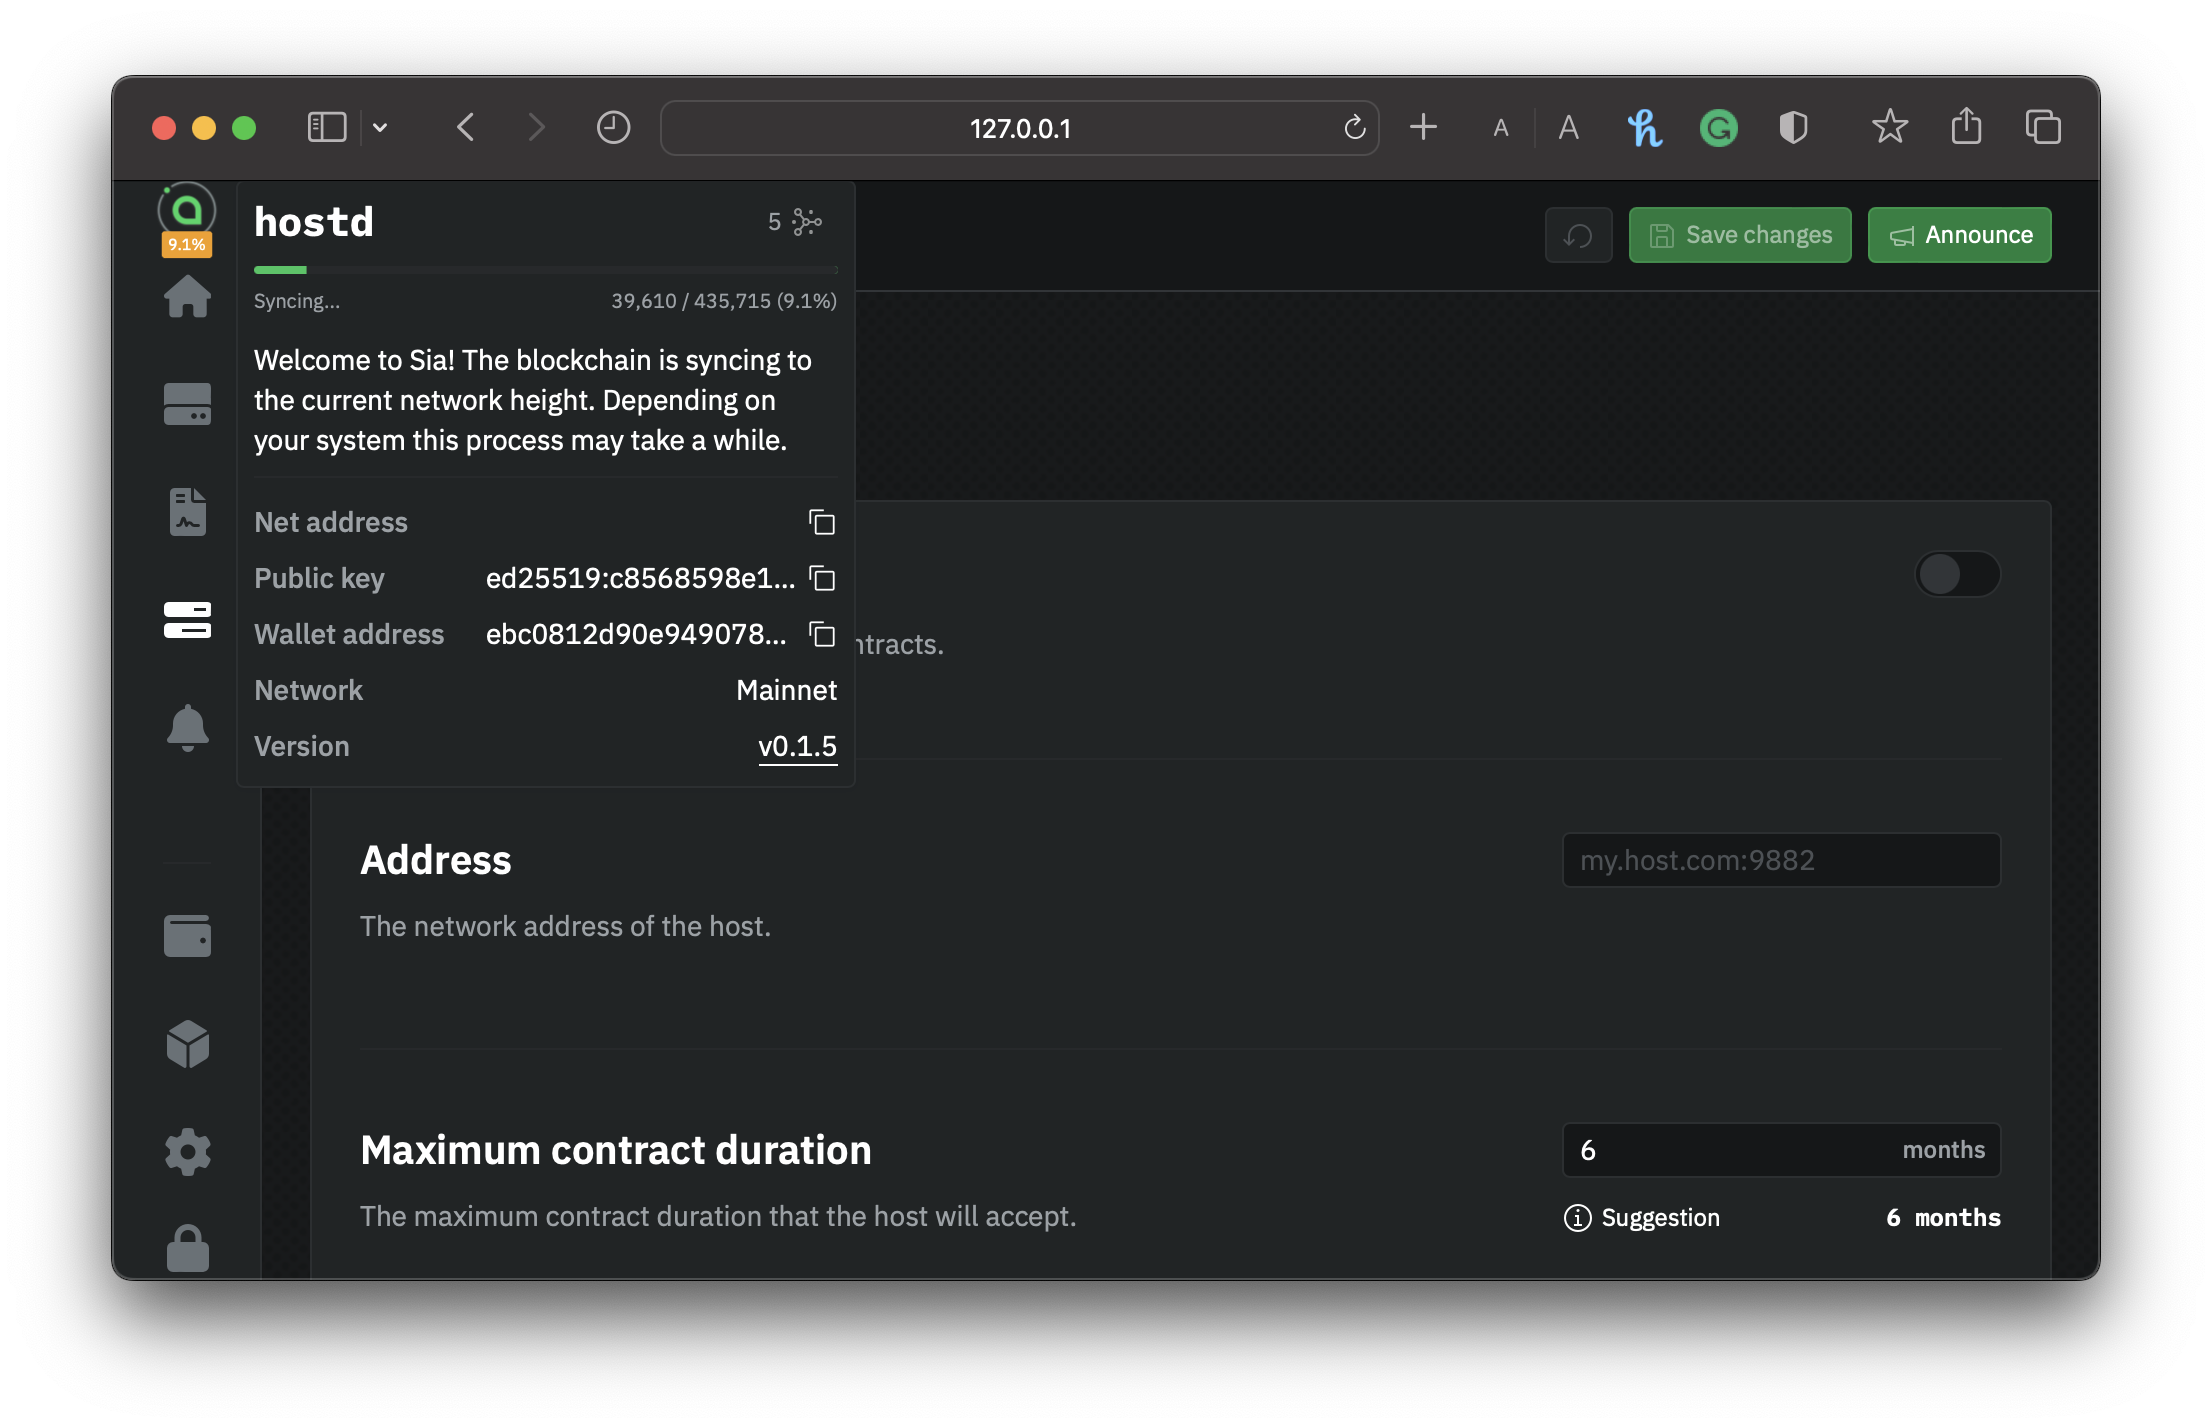 127.0.0.1
A A
9.1%
hostd
5
Syncing...
39,610 / 435,715 (9.1%)
Welcome to Sia! The blockchain is syncing to
the current network height. Depending on
your system this process may take a while.
Net address
Public key ed25519:c8568598e1...
Wallet address ebc0812d90e949078...
Network Mainnet
Version v0.1.5
Save changes
Announce
ntracts.
Address
my.host.com:9882
The network address of the host.
Maximum contract duration
6 months
The maximum contract duration that the host will accept.
Suggestion 6 months